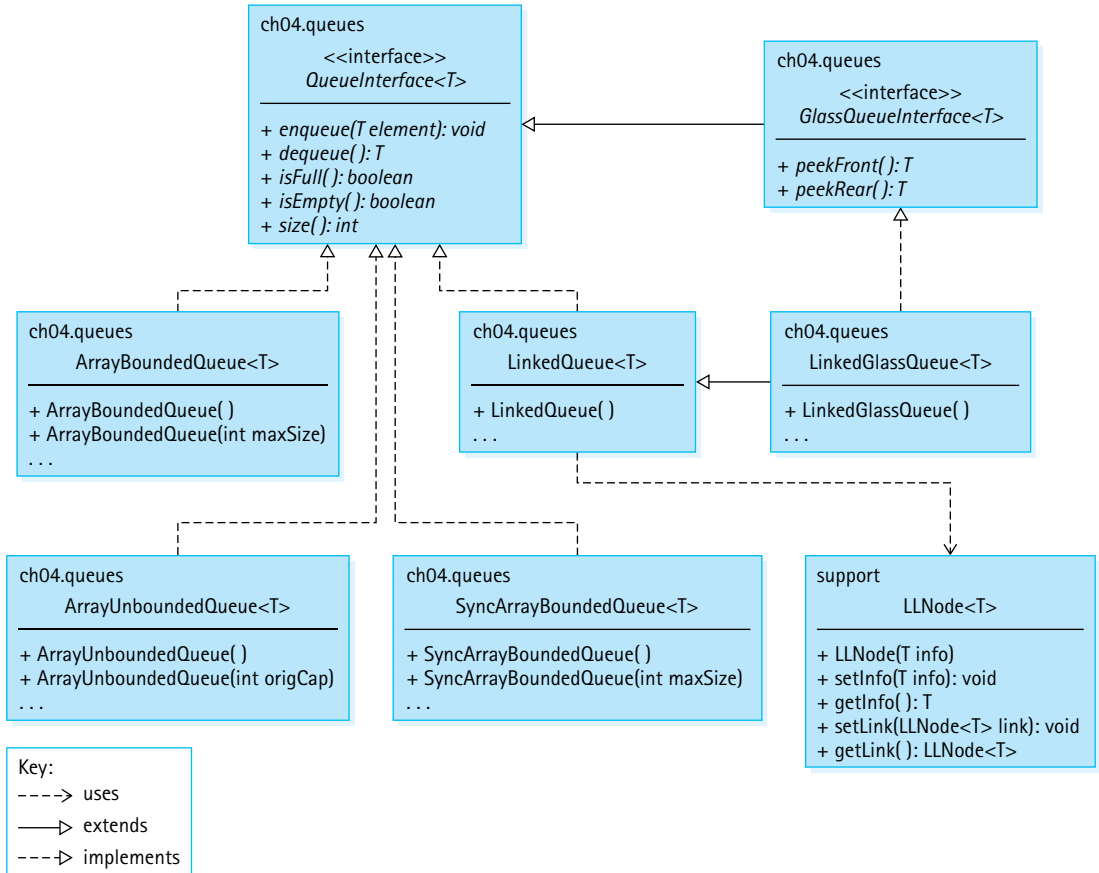 ch04.queues
<<interface>>
QueueInterface<T>
+ enqueue(T element): void
+ dequeue( ): T
+ isFull( ): boolean
+ isEmpty( ): boolean
+ size( ): int
ch04.queues
<<interface>>
GlassQueueInterface<T>
+ peekFront( ): T
+ peekRear( ): T
ch04.queues
ArrayBoundedQueue<T>
+ ArrayBoundedQueue( )
+ ArrayBoundedQueue(int maxSize)
. . .
ch04.queues
LinkedQueue<T>
+ LinkedQueue( )
. . .
ch04.queues
LinkedGlassQueue<T>
+ LinkedGlassQueue( )
. . .
ch04.queues
ArrayUnboundedQueue<T>
+ ArrayUnboundedQueue( )
+ ArrayUnboundedQueue(int origCap)
. . .
ch04.queues
SyncArrayBoundedQueue<T>
+ SyncArrayBoundedQueue( )
+ SyncArrayBoundedQueue(int maxSize)
. . .
support
LLNode<T>
+ LLNode(T info)
+ setInfo(T info): void
+ getInfo( ): T
+ setLink(LLNode<T> link): void
+ getLink( ): LLNode<T>
Key:
uses
extends
implements